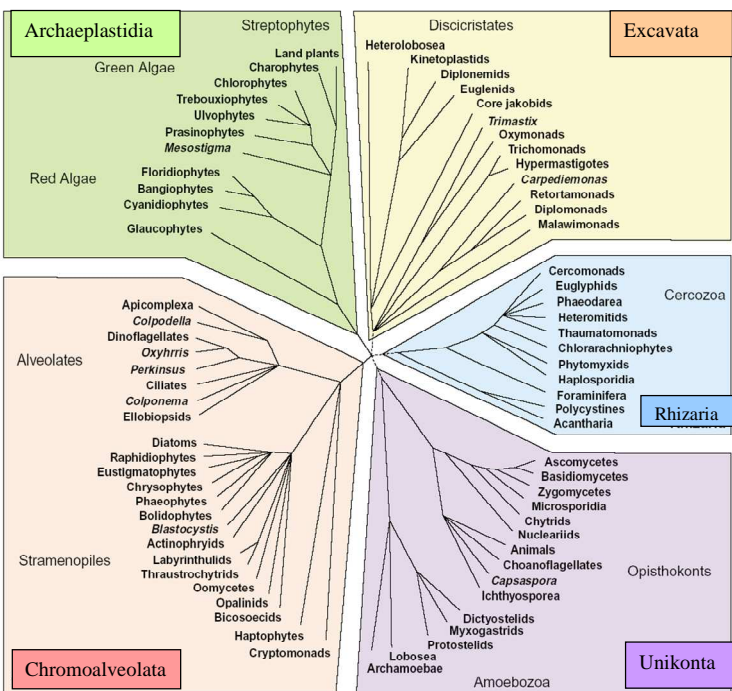 Archaeplastidia
Streptophytes
Land plants
Green Algae
Charophytes
Chlorophytes
Trebouxiophytes
Ulvophytes
Prasinophytes
Mesostigma
Red Algae
Floridiophytes
Bangiophytes
Cyanidiophytes
Glaucophytes
Discicristates
Excavata
Heterolobosea
Kinetoplastids
Diplonemids
Euglenids
Core jakobids
Trimastix
Oxymonads
Trichomonads
Hypermastigotes
Carpediemonas
Retortamonads
Diplomonads
Malawimonads
Cercomonads
Euglyphids
Phaeodarea
Cercozoa
Heteromitids
Thaumatomonads
Chlorarachniophytes
Phytomyxids
Haplosporidia
Foraminifera
Polycystines
Rhizaria
Acantharia
Apicomplexa
Colpodella
Dinoflagellates
Oxyhrris
Alveolates
Perkinsus
Ciliates
Colponema
Ellobiopsids
Diatoms
Raphidiophytes
Eustigmatophytes
Chrysophytes
Phaeophytes
Bolidophytes
Blastocystis
Actinophryids
Stramenopiles
Labyrinthulids
Thraustrochytrids
Oomycetes
Opalinids
Bicosoecids
Haptophytes
Cryptomonads
Chromoalveolata
Ascomycetes
Basidiomycetes
Zygomycetes
Microsporidia
Chytrids
Nucleariids
Animals
Choanoflagellates
Opisthokonts
Capsaspora
Ichthyosporea
Dictyostelids
Myxogastrids
Protostelids
Lobosea
Archamoebae
Amoebozoa
Unikonta